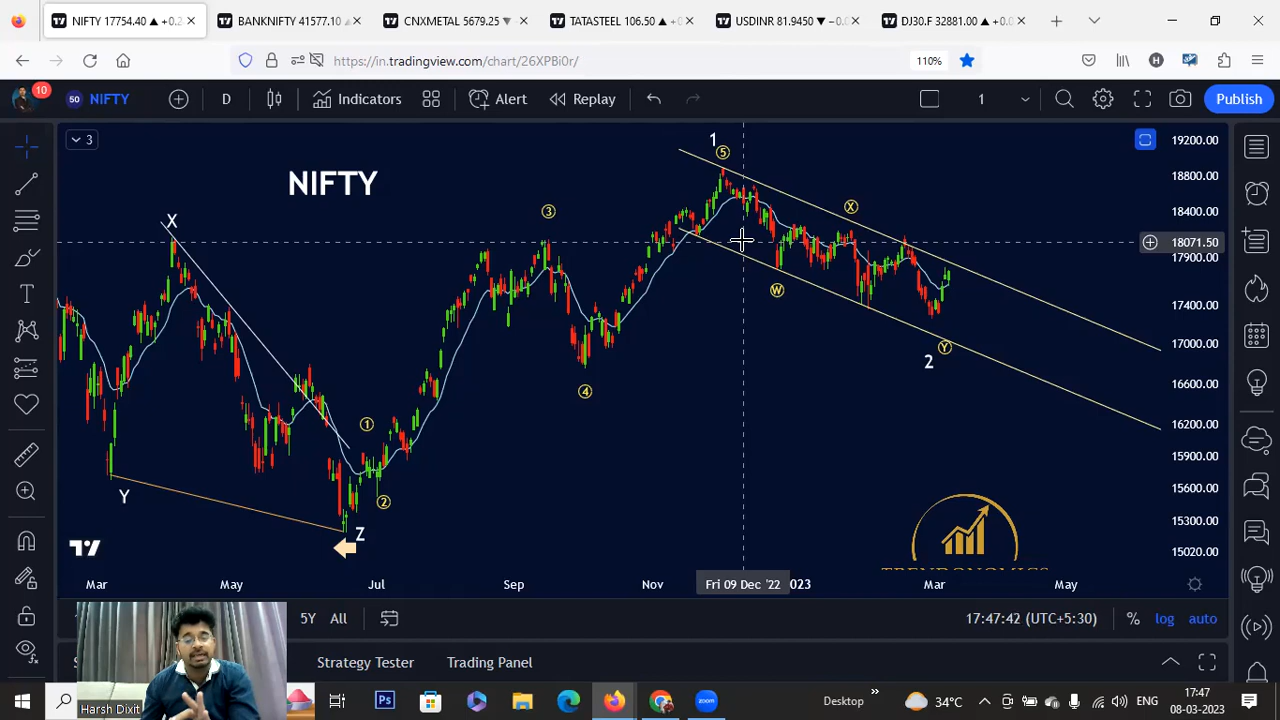 NIFTY 17754.40 ▲ +0.2
BANKNIFTY 41577.10
CNXMETAL 5679.25 ▼
TATASTEEL 106.50 ▲ +
USDINR 81.9450 ▼ −0.
DJ30.F 32881.00 ▲ +0.
https://in.tradingview.com/chart/26XPBi0r/
110%
H
10
50
NIFTY
D
Indicators
Alert
Replay
1
Publish
3
NIFTY
X
Y
Z
1
2
3
4
1
5
W
X
Y
2
19200.00
18800.00
18400.00
18071.50
17900.00
17400.00
17000.00
16600.00
16200.00
15900.00
15600.00
15300.00
15020.00
Mar
May
Jul
Sep
Nov
Fri 09 Dec '22
2023
Mar
May
5Y
All
17:47:42 (UTC+5:30)
%
log
auto
Strategy Tester
Trading Panel
Harsh Dixit
Ps
Desktop
34°C
ENG
17:47
08-03-2023